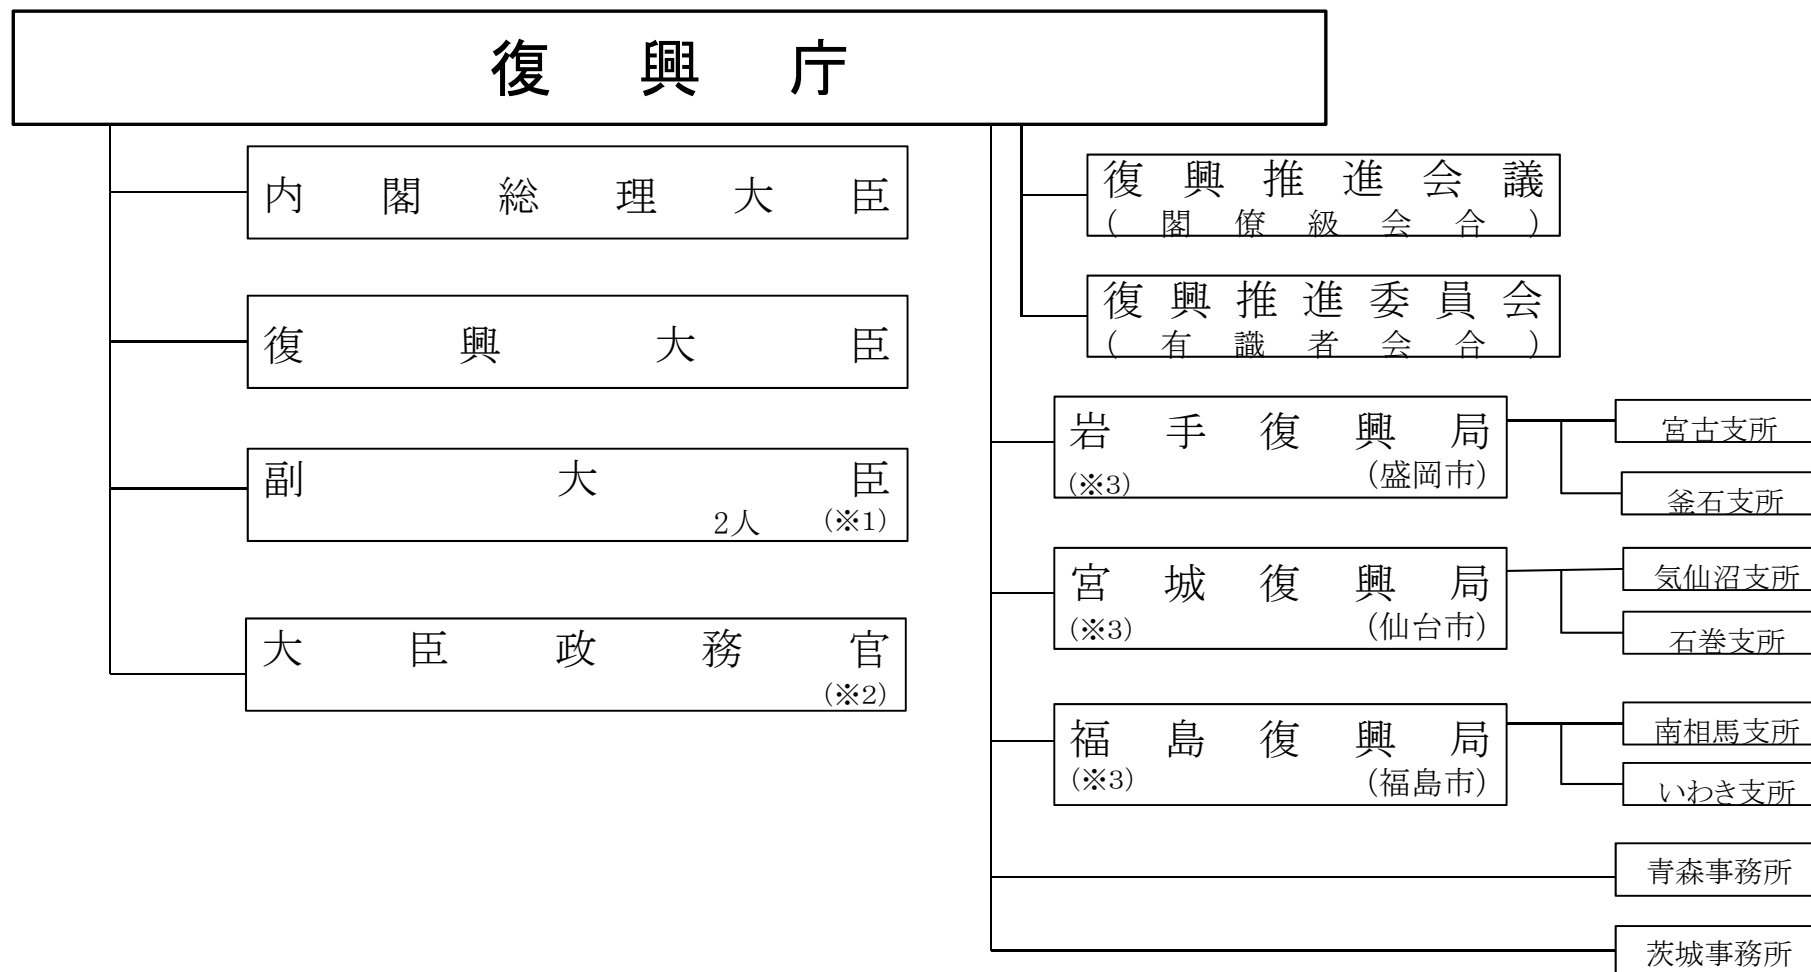 復興庁
内閣総理大臣
復興大臣
副大臣
2人 (※1)
大臣政務官
(※2)
復興推進会議
(閣僚級会合)
復興推進委員会
(有識者会合)
岩手復興局
(※3) (盛岡市)
宮古支所
釜石支所
宮城復興局
(※3) (仙台市)
気仙沼支所
石巻支所
福島復興局
(※3) (福島市)
南相馬支所
いわき支所
青森事務所
茨城事務所